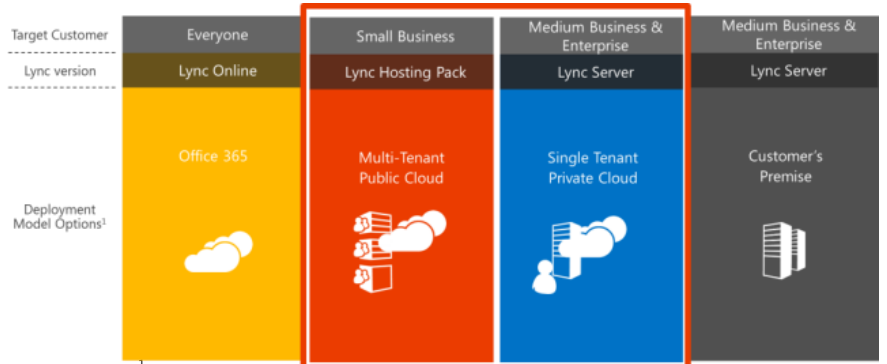 Target Customer
Everyone
Small Business
Medium Business &
Enterprise
Medium Business &
Enterprise
Lync version
Lync Online
Lync Hosting Pack
Lync Server
Lync Server
Deployment
Model Options¹
Office 365
Multi-Tenant
Public Cloud
Single Tenant
Private Cloud
Customer's
Premise